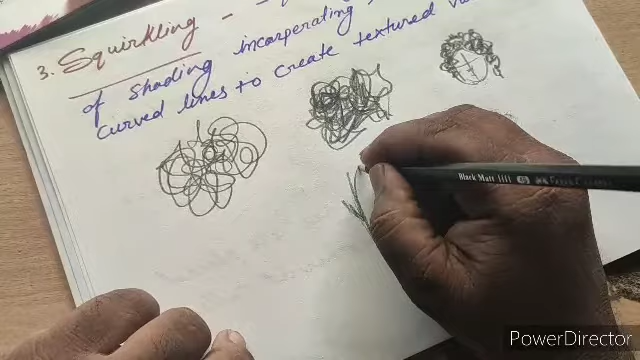 3. Squirkling -
of shading incorperating
curved lines to create textured
Black Matt
PowerDirector